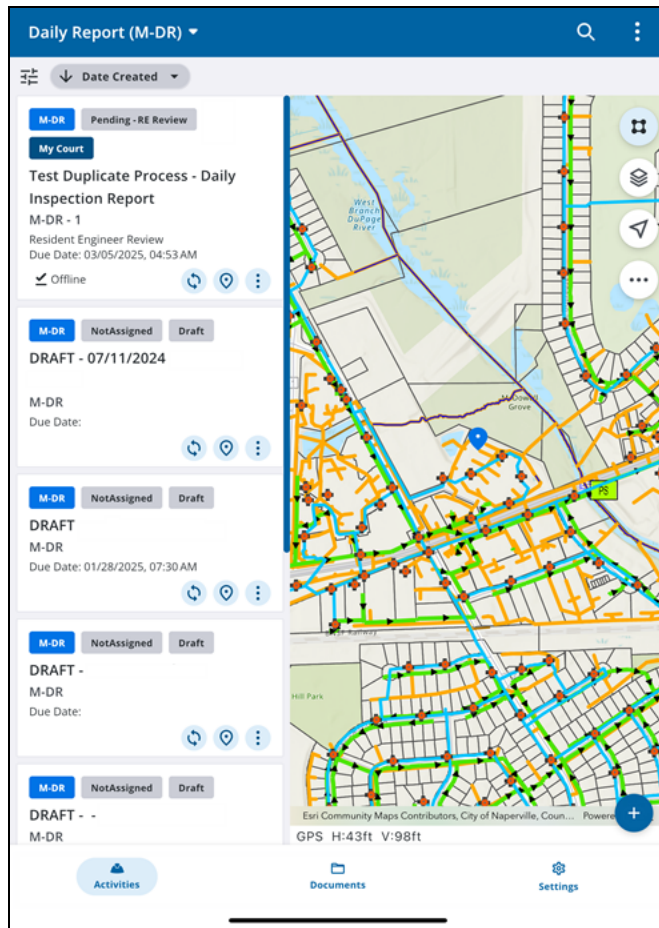 Daily Report (M-DR)
Date Created
M-DR Pending - RE Review
My Court
Test Duplicate Process - Daily
Inspection Report
M-DR - 1
Resident Engineer Review
Due Date: 03/05/2025, 04:53 AM
Offline
M-DR NotAssigned Draft
DRAFT - 07/11/2024
M-DR
Due Date:
M-DR NotAssigned Draft
DRAFT
M-DR
Due Date: 01/28/2025, 07:30 AM
M-DR NotAssigned Draft
DRAFT -
M-DR
Due Date:
M-DR NotAssigned Draft
DRAFT - -
M-DR
West
Branch
DuPage
River
McDowell
Grove
PS
Railway
Hill Park
Esri Community Maps Contributors, City of Naperville, Coun... Powere
GPS H:43ft V:98ft
+
Activities
Documents
Settings